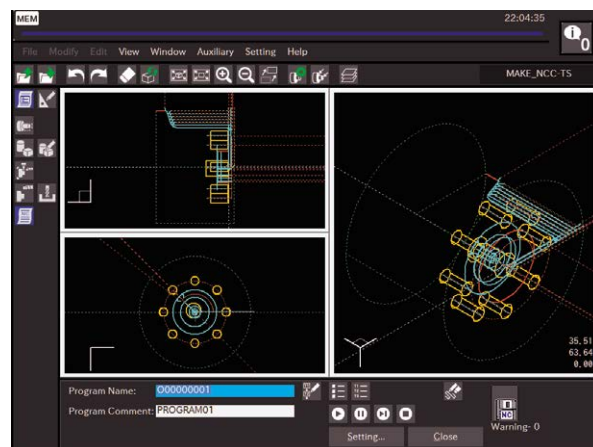 MEM
22:04:35
0
File Modify Edit View Window Auxiliary Setting Help
MAKE_NCC-TS
35.51
63.64
0.00
Program Name: O00000001
Program Comment: PROGRAM01
NC
Warning- 0
Setting... Close